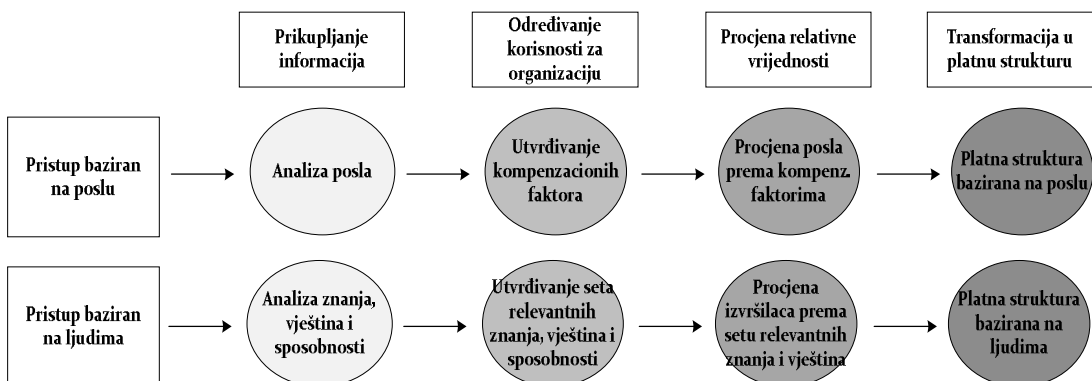 Prikupljanje
informacija
Određivanje
korisnosti za
organizaciju
Procjena relativne
vrijednosti
Transformacija u
platnu strukturu
Pristup baziran
na poslu
Analiza posla
Utvrđivanje
kompenzacionih
faktora
Procjena posla
prema kompenz.
faktorima
Platna struktura
bazirana na poslu
Pristup baziran
na ljudima
Analiza znanja,
vještina i
sposobnosti
Utvrđivanje seta
relevantnih
znanja, vještina i
sposobnosti
Procjena
izvršilaca prema
setu relevantnih
znanja i vještina
Platna struktura
bazirana na
ljudima